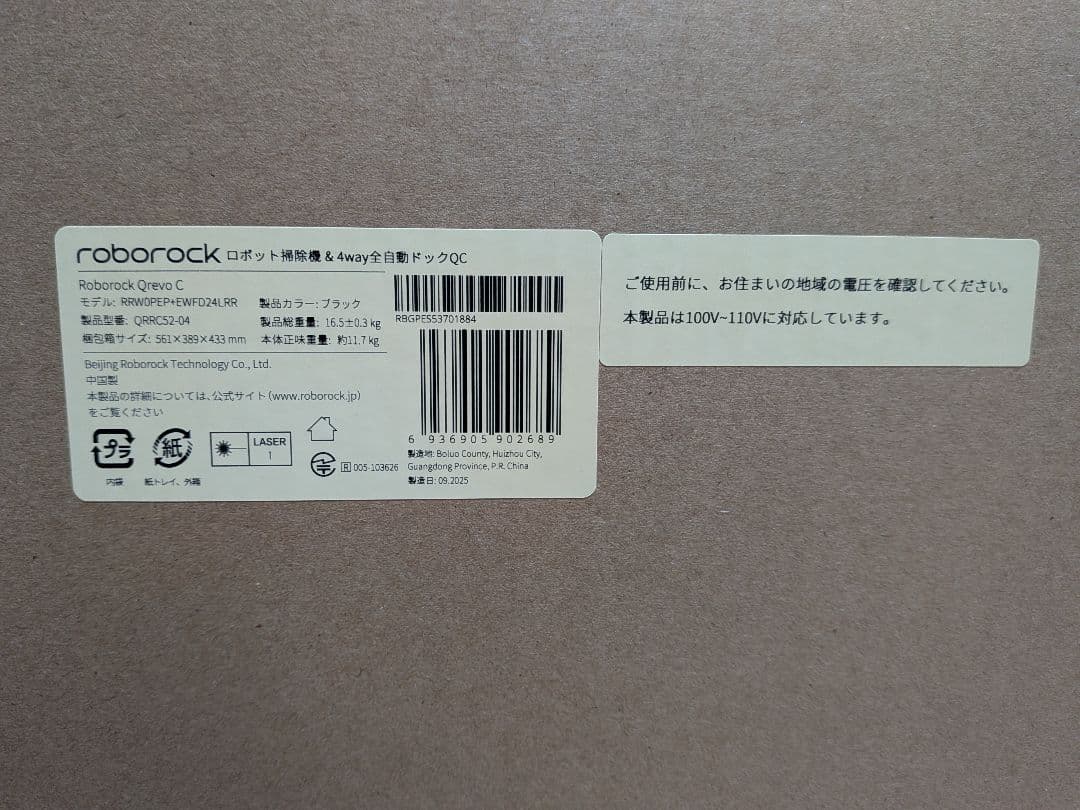 roborock ロボット掃除機 & 4way全自動ドックQC
Roborock Qrevo C
モデル: RRW0PEP+EWFD24LRR 製品カラー: ブラック
製品型番: QRRC52-04 製品総重量: 16.5±0.3 kg
梱包箱サイズ: 561×389×433 mm 本体正味重量: 約11.7 kg
RBGPES53701884
Beijing Roborock Technology Co., Ltd.
中国製
本製品の詳細については、公式サイト(www.roborock.jp)
をご覧ください
6 936905 902689
プラ
内袋
紙
紙トレイ、外箱
LASER
1
R 005-103626
製造地: Boluo County, Huizhou City,
Guangdong Province, P.R. China
製造日: 09.2025
ご使用前に、お住まいの地域の電圧を確認してください。
本製品は100V~110Vに対応しています。